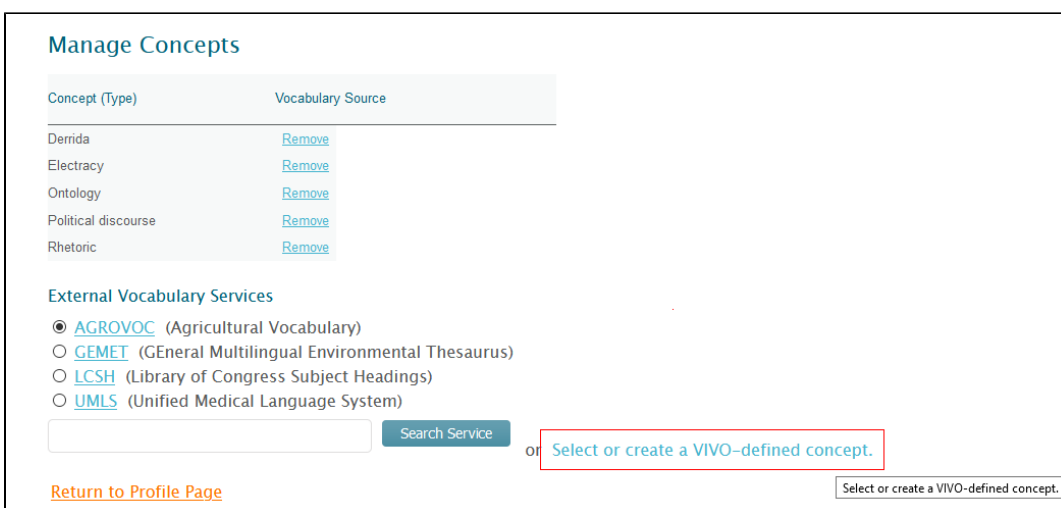 Manage Concepts
Concept (Type) Vocabulary Source
Derrida Remove
Electracy Remove
Ontology Remove
Political discourse Remove
Rhetoric Remove
External Vocabulary Services
AGROVOC (Agricultural Vocabulary)
GEMET (GEneral Multilingual Environmental Thesaurus)
LCSH (Library of Congress Subject Headings)
UMLS (Unified Medical Language System)
Search Service or Select or create a VIVO-defined concept.
Return to Profile Page Select or create a VIVO-defined concept.